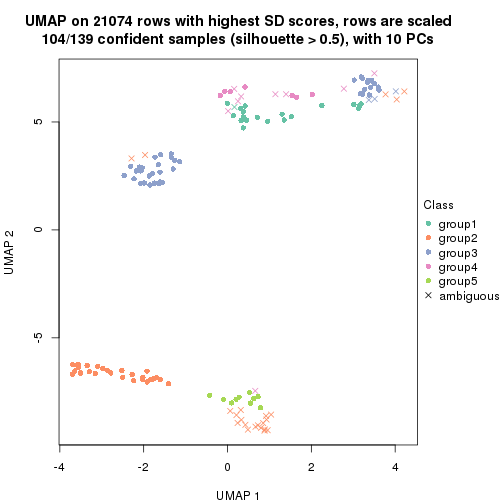 UMAP on 21074 rows with highest SD scores, rows are scaled
104/139 confident samples (silhouette > 0.5), with 10 PCs
5
0
-5
UMAP 2
-4
-2
0
2
4
UMAP 1
Class
group1
group2
group3
group4
group5
ambiguous